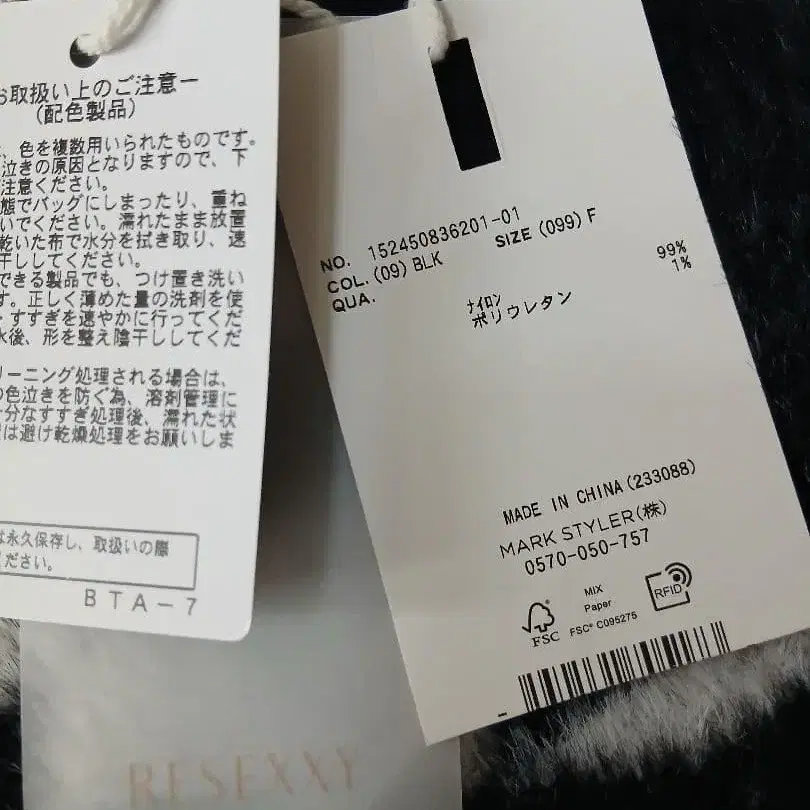 お取扱い上のご注意ー
(配色製品)
、色を複数用いられたものです。
泣きの原因となりますので、下
注意ください。
態でバッグにしまったり、重ね
いでください。濡れたまま放置
乾いた布で水分を拭き取り、速
干ししてください。
できる製品でも、つけ置き洗い
す。正しく薄めた量の洗剤を使
・すすぎを速やかに行ってくだ
水後、形を整え陰干ししてくだ
リーニング処理される場合は、
の色泣きを防ぐ為、溶剤管理に
分なすすぎ処理後、濡れた状
は避け乾燥処理をお願いしま
は永久保存し、取扱いの際
ださい。
BTA-7
RESEXXY
NO. 152450836201-01
COL. (09) BLK SIZE (099) F
QUA.
ナイロン 99%
ポリウレタン 1%
MADE IN CHINA (233088)
MARK STYLER(株)
0570-050-757
FSC
MIX
Paper
FSC® C095275
RFID